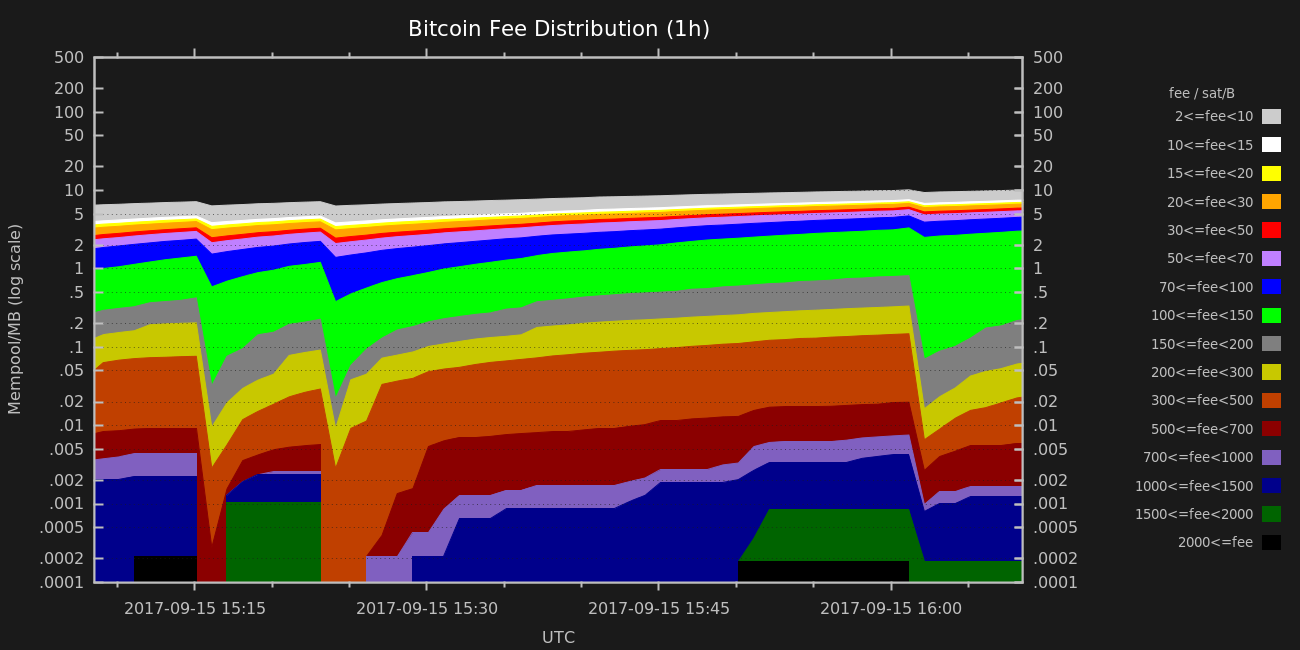 Bitcoin Fee Distribution (1h)
500
200
100
50
20
10
5
2
1
.5
.2
.1
.05
.02
.01
.005
.002
.001
.0005
.0002
.0001
Mempool/MB (log scale)
500
200
100
50
20
10
5
2
1
.5
.2
.1
.05
.02
.01
.005
.002
.001
.0005
.0002
.0001
2017-09-15 15:15
2017-09-15 15:30
2017-09-15 15:45
2017-09-15 16:00
UTC
fee / sat/B
2<=fee<10
10<=fee<15
15<=fee<20
20<=fee<30
30<=fee<50
50<=fee<70
70<=fee<100
100<=fee<150
150<=fee<200
200<=fee<300
300<=fee<500
500<=fee<700
700<=fee<1000
1000<=fee<1500
1500<=fee<2000
2000<=fee